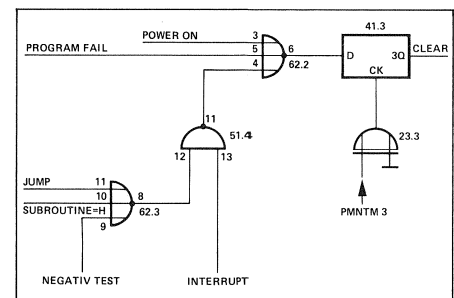 41.3
POWER ON 3
PROGRAM FAIL 5 6 D 3Q CLEAR
4 62.2 CK
11
51.4 23.3
12 13
JUMP 11
10 8
SUBROUTINE=H 62.3 PMNTM 3
9
NEGATIV TEST INTERRUPT